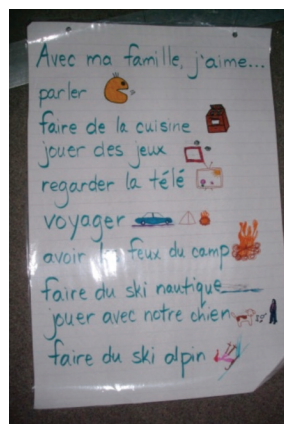 Avec ma famille, j'aime...
parler
faire de la cuisine
jouer des jeux
regarder la télé
voyager
avoir feux du camp
faire du ski nautique
jouer avec notre chien
faire du ski alpin